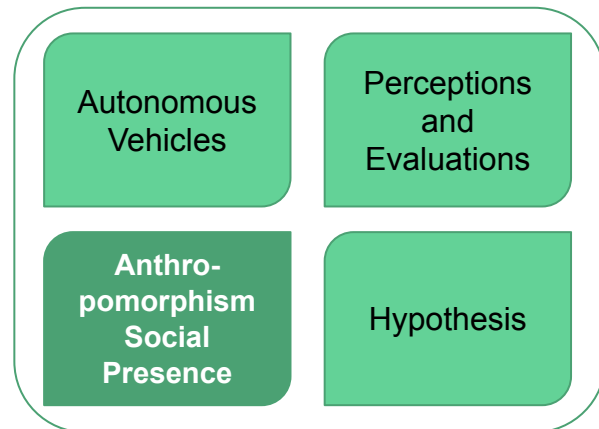 Autonomous
Vehicles
Perceptions
and
Evaluations
Anthro-
pomorphism
Social
Presence
Hypothesis